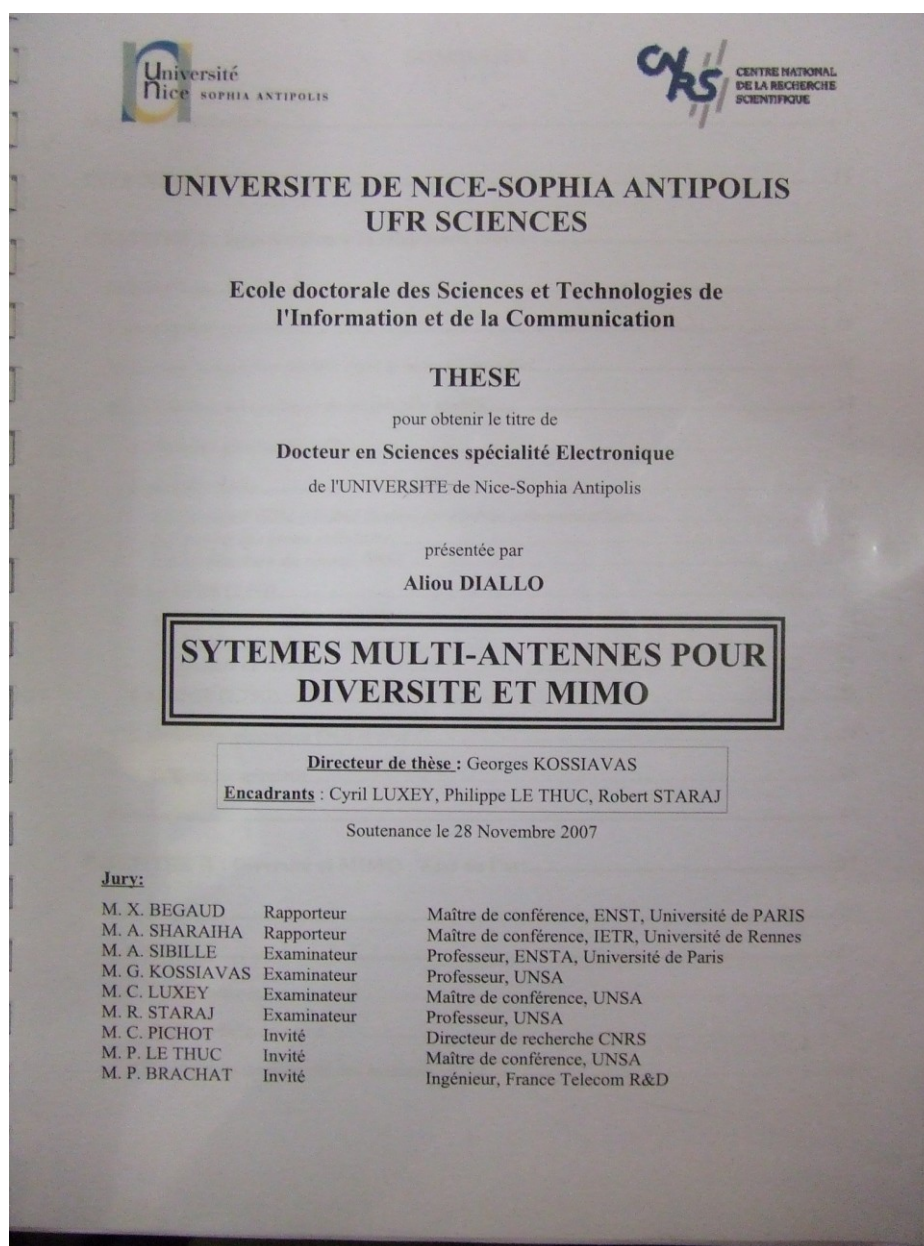 Université
Nice SOPHIA ANTIPOLIS
CNRS
CENTRE NATIONAL
DE LA RECHERCHE
SCIENTIFIQUE
UNIVERSITE DE NICE-SOPHIA ANTIPOLIS
UFR SCIENCES
Ecole doctorale des Sciences et Technologies de
l'Information et de la Communication
THESE
pour obtenir le titre de
Docteur en Sciences spécialité Electronique
de l'UNIVERSITE de Nice-Sophia Antipolis
présentée par
Aliou DIALLO
SYTEMES MULTI-ANTENNES POUR
DIVERSITE ET MIMO
Directeur de thèse : Georges KOSSIAVAS
Encadrants : Cyril LUXEY, Philippe LE THUC, Robert STARAJ
Soutenance le 28 Novembre 2007
Jury:
M. X. BEGAUD Rapporteur Maître de conférence, ENST, Université de PARIS
M. A. SHARAIHA Rapporteur Maître de conférence, IETR, Université de Rennes
M. A. SIBILLE Examinateur Professeur, ENSTA, Université de Paris
M. G. KOSSIAVAS Examinateur Professeur, UNSA
M. C. LUXEY Examinateur Maître de conférence, UNSA
M. R. STARAJ Examinateur Professeur, UNSA
M. C. PICHOT Invité Directeur de recherche CNRS
M. P. LE THUC Invité Maître de conférence, UNSA
M. P. BRACHAT Invité Ingénieur, France Telecom R&D